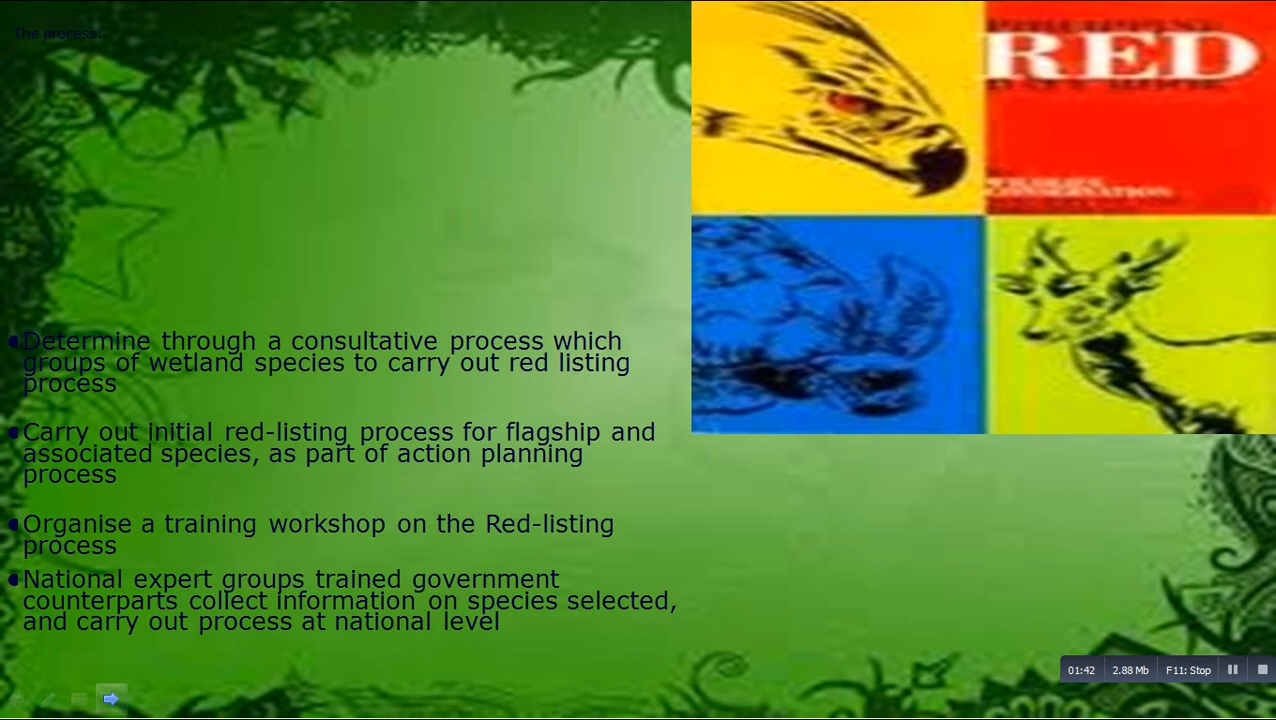 The process:
RED
CONSERVATION
Determine through a consultative process which
groups of wetland species to carry out red listing
process
Carry out initial red-listing process for flagship and
associated species, as part of action planning
process
Organise a training workshop on the Red-listing
process
National expert groups trained government
counterparts collect information on species selected,
and carry out process at national level
01:42 2.88 Mb F11: Stop